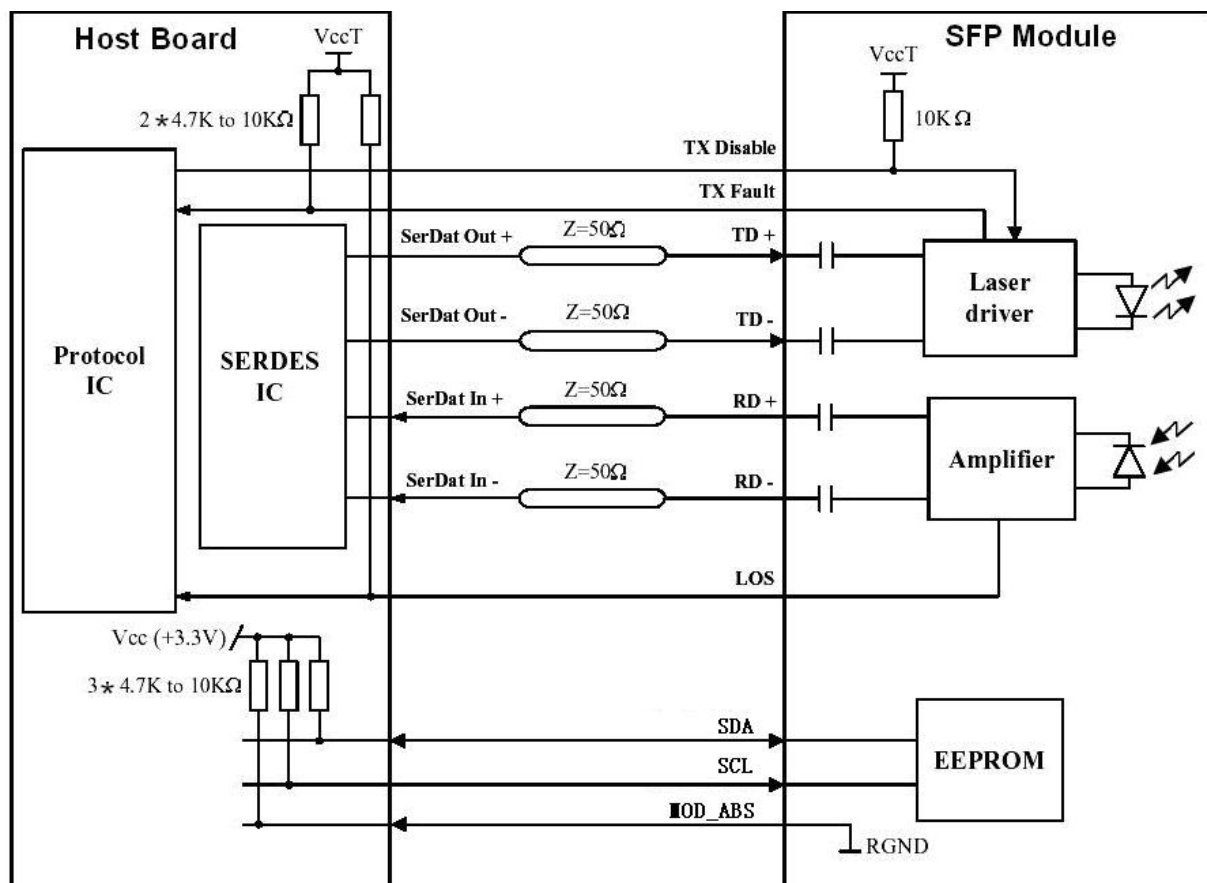 Host Board
SFP Module
VccT
VccT
2*4.7K to 10KΩ
10KΩ
TX Disable
TX Fault
SerDat Out +
Z=50Ω
TD +
SerDat Out -
Z=50Ω
TD -
Laser
driver
Protocol
IC
SERDES
IC
SerDat In +
Z=50Ω
RD +
SerDat In -
Z=50Ω
RD -
Amplifier
LOS
Vcc (+3.3V)
3*4.7K to 10KΩ
SDA
SCL
MOD_ABS
EEPROM
RGND